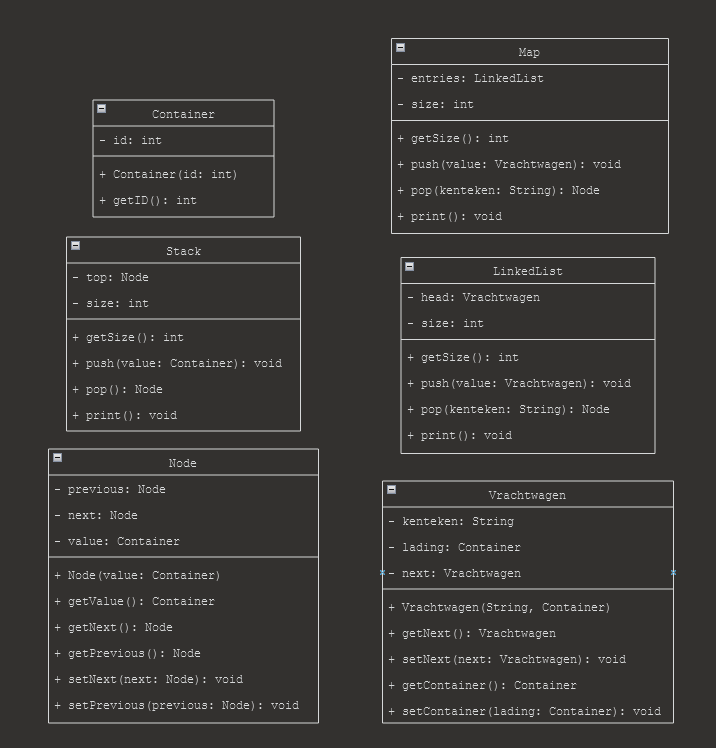 Container
- id: int
+ Container(id: int)
+ getID(): int
Stack
- top: Node
- size: int
+ getSize(): int
+ push(value: Container): void
+ pop(): Node
+ print(): void
Node
- previous: Node
- next: Node
- value: Container
+ Node(value: Container)
+ getValue(): Container
+ getNext(): Node
+ getPrevious(): Node
+ setNext(next: Node): void
+ setPrevious(previous: Node): void
Map
- entries: LinkedList
- size: int
+ getSize(): int
+ push(value: Vrachtwagen): void
+ pop(kenteken: String): Node
+ print(): void
LinkedList
- head: Vrachtwagen
- size: int
+ getSize(): int
+ push(value: Vrachtwagen): void
+ pop(kenteken: String): Node
+ print(): void
Vrachtwagen
- kenteken: String
- lading: Container
- next: Vrachtwagen
+ Vrachtwagen(String, Container)
+ getNext(): Vrachtwagen
+ setNext(next: Vrachtwagen): void
+ getContainer(): Container
+ setContainer(lading: Container): void